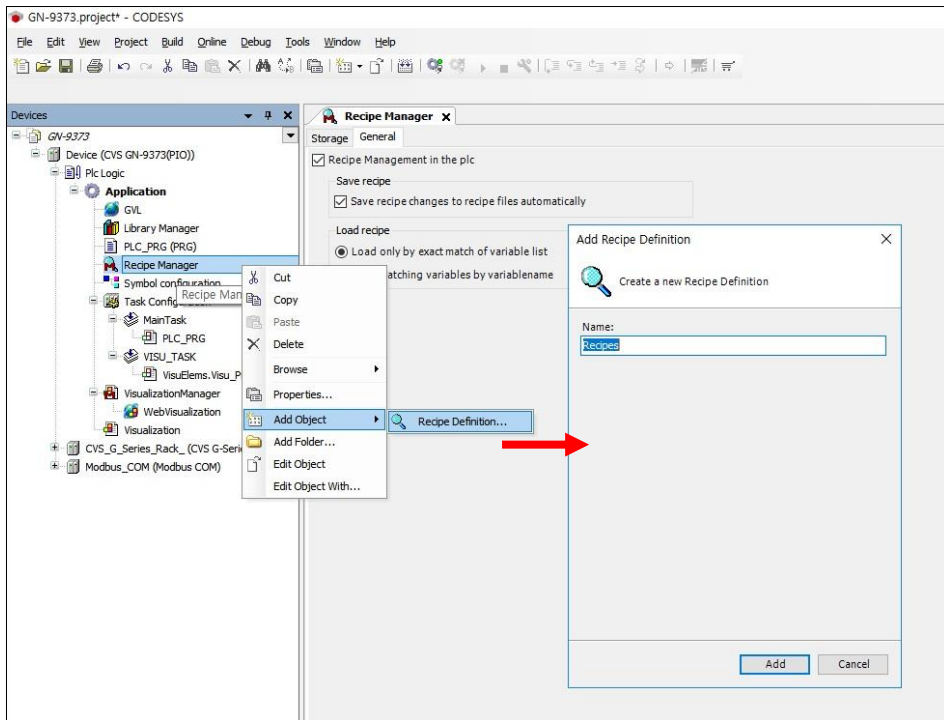 GN-9373.project* - CODESYS
File Edit View Project Build Online Debug Tools Window Help
Devices
Recipe Manager
GN-9373
Device (CVS GN-9373(PIO))
Plc Logic
Application
GVL
Library Manager
PLC_PRG (PRG)
Recipe Manager
Symbol configuration
Recipe Man
Task Config
MainTask
PLC_PRG
VISU_TASK
VisuElems.Visu_P
VisualizationManager
WebVisualization
Visualization
CVS_G_Series_Rack_ (CVS G-Seri
Modbus_COM (Modbus COM)
Cut
Copy
Paste
Delete
Browse
Properties...
Add Object
Add Folder...
Edit Object
Edit Object With...
Recipe Definition...
Storage General
Recipe Management in the plc
Save recipe
Save recipe changes to recipe files automatically
Load recipe
Load only by exact match of variable list
atching variables by variablename
Add Recipe Definition
Create a new Recipe Definition
Name:
Recipes
Add Cancel